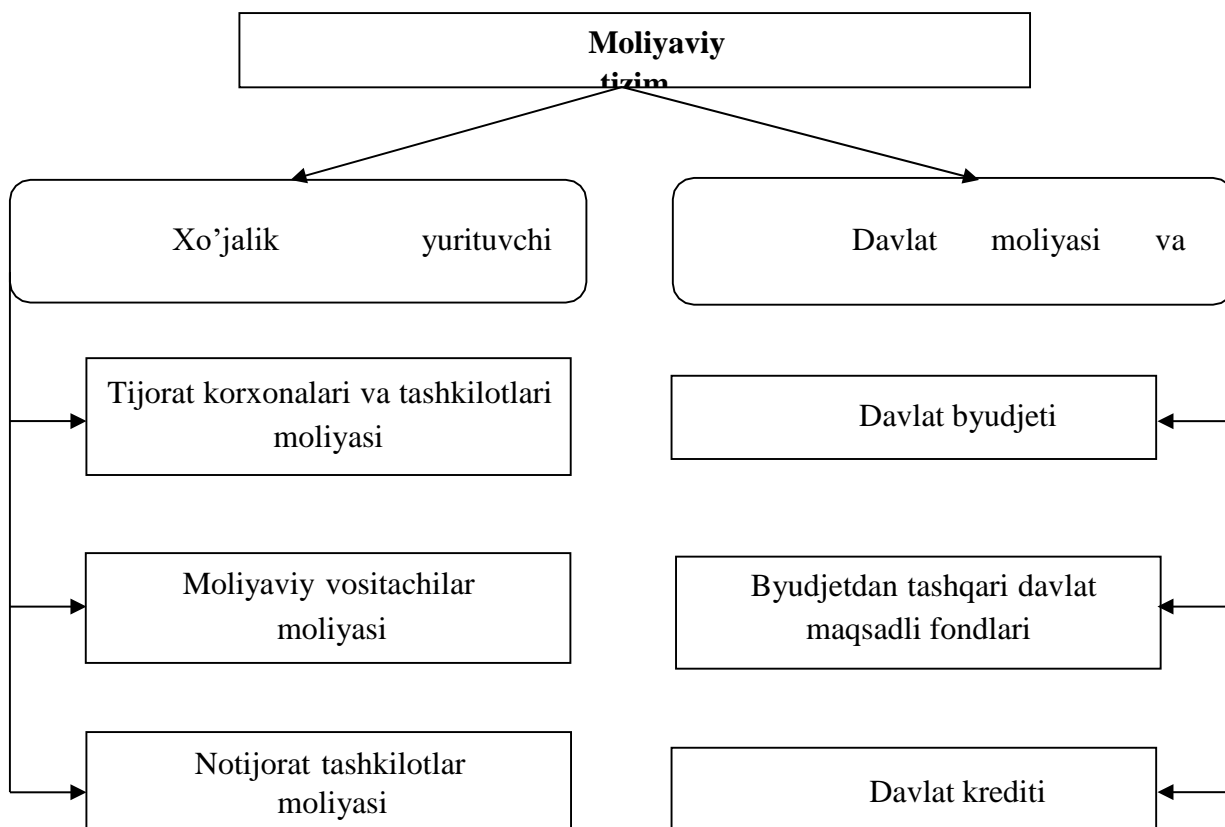 Moliyaviy
tizim
Xo’jalik yurituvchi
Davlat moliyasi va
Tijorat korxonalari va tashkilotlari
moliyasi
Davlat byudjeti
Moliyaviy vositachilar
moliyasi
Byudjetdan tashqari davlat
maqsadli fondlari
Notijorat tashkilotlar
moliyasi
Davlat krediti